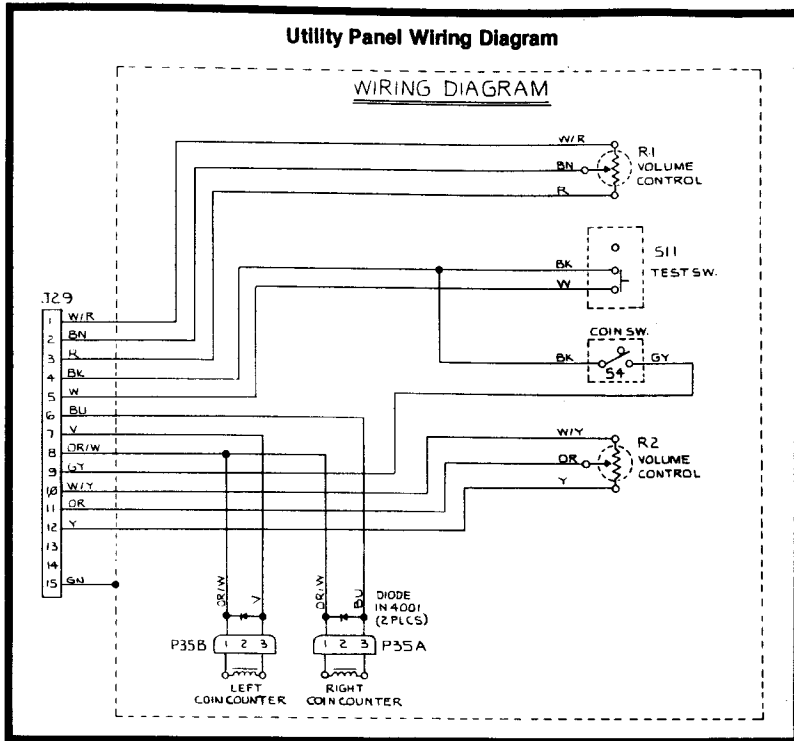 Utility Panel Wiring Diagram
WIRING DIAGRAM
W/R
R1
BN
VOLUME
CONTROL
R
S11
BK
TEST SW.
W
J29
COIN SW.
1 W/R
2 BN
BK
GY
3 R
S4
4 BK
5 W
6 BU
7 V
W/Y
8 OR/W
R2
9 GY
OR
VOLUME
CONTROL
10 W/Y
Y
11 OR
12 Y
13
14
15 GN
OR/W
V
OR/W
BU
DIODE
IN 4001
(2 PLCS)
P35B
1 2 3
1 2 3
P35A
LEFT
COIN COUNTER
RIGHT
COIN COUNTER